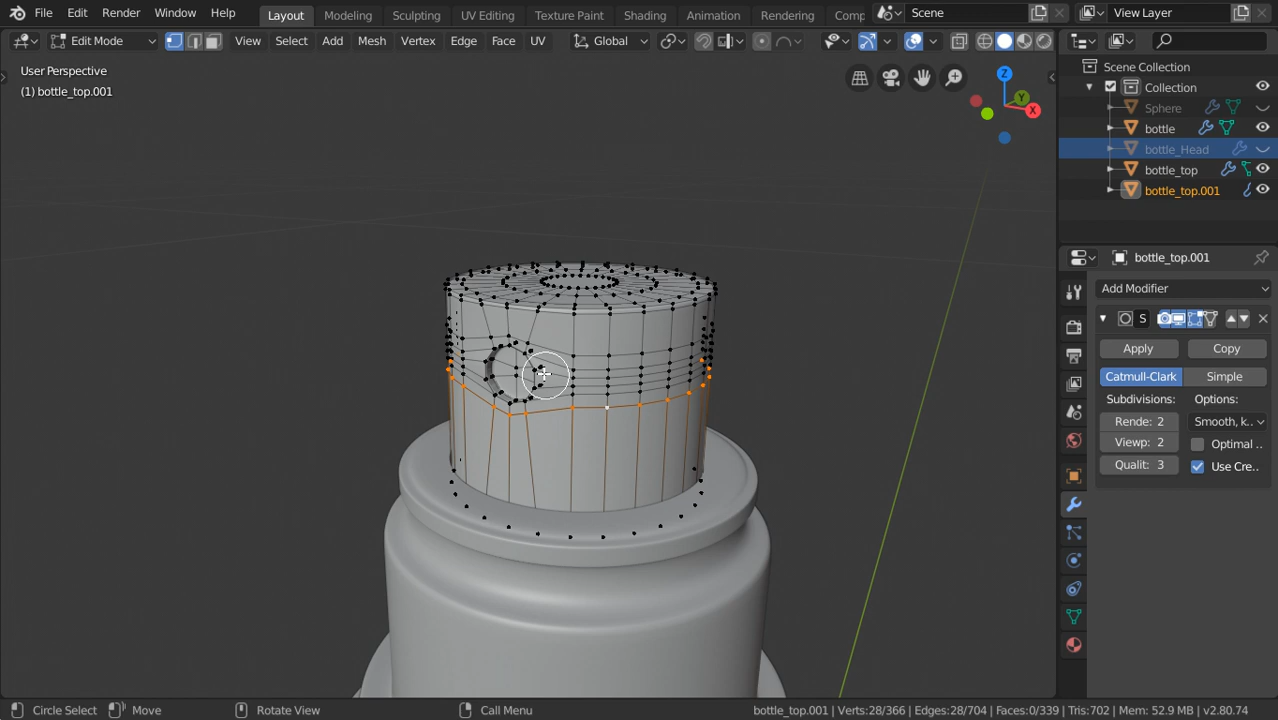 File Edit Render Window Help Layout Modeling Sculpting UV Editing Texture Paint Shading Animation Rendering Comp Scene View Layer
Edit Mode View Select Add Mesh Vertex Edge Face UV Global
User Perspective
(1) bottle_top.001
Z
Y
X
Scene Collection
Collection
Sphere
bottle
bottle_Head
bottle_top
bottle_top.001
bottle_top.001
Add Modifier
S
Apply Copy
Catmull-Clark Simple
Subdivisions: Options:
Rende: 2 Smooth, k..
Viewp: 2 Optimal ..
Qualit: 3 Use Cre..
Circle Select Move Rotate View Call Menu bottle_top.001 | Verts:28/366 | Edges:28/704 | Faces:0/339 | Tris:702 | Mem: 52.9 MB | v2.80.74